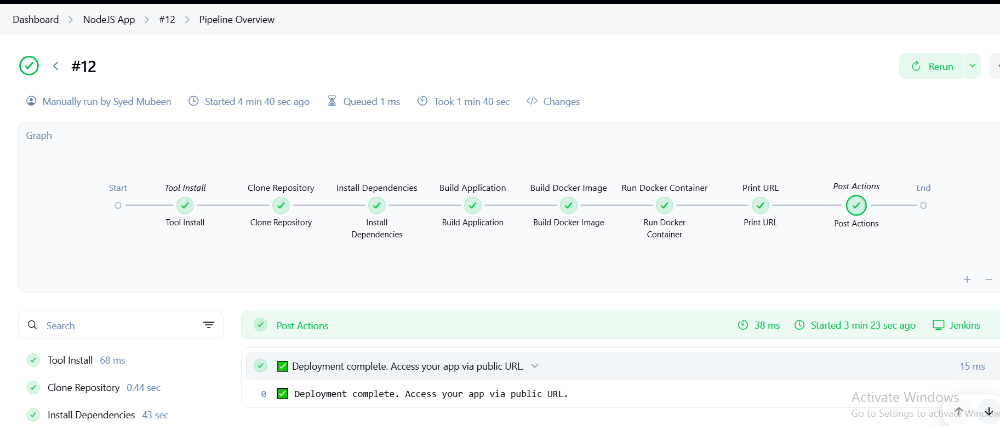 Dashboard > NodeJS App > #12 > Pipeline Overview
#12
Rerun
Manually run by Syed Mubeen Started 4 min 40 sec ago Queued 1 ms Took 1 min 40 sec </> Changes
Graph
Start Tool Install Clone Repository Install Dependencies Build Application Build Docker Image Run Docker Container Print URL Post Actions End
Tool Install Clone Repository Install Build Application Build Docker Image Run Docker Print URL Post Actions
Dependencies Container
+ −
Search
Post Actions 38 ms Started 3 min 23 sec ago Jenkins
Tool Install 68 ms
✅ Deployment complete. Access your app via public URL. 15 ms
Clone Repository 0.44 sec
0 ✅ Deployment complete. Access your app via public URL.
Install Dependencies 43 sec
Activate Windows
Go to Settings to activate Windows